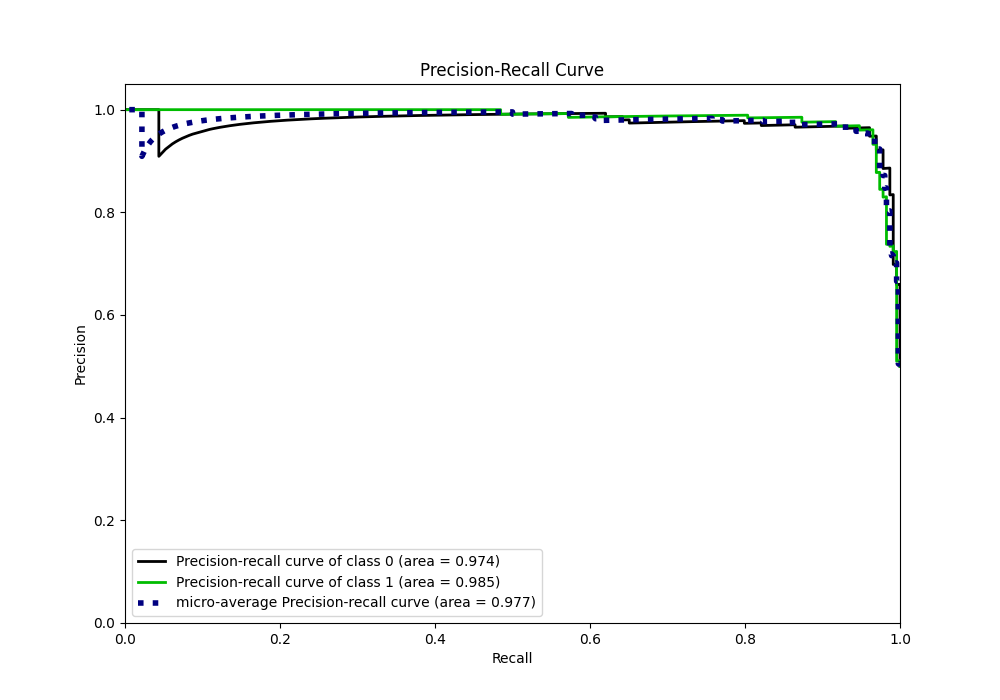 Precision-Recall Curve
1.0
0.8
0.6
0.4
0.2
0.0
Precision
Precision-recall curve of class 0 (area = 0.974)
Precision-recall curve of class 1 (area = 0.985)
micro-average Precision-recall curve (area = 0.977)
0.0 0.2 0.4 0.6 0.8 1.0
Recall